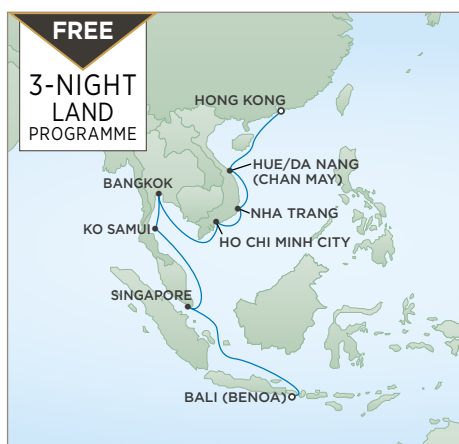 FREE
3-NIGHT
LAND
PROGRAMME
HONG KONG
HUE/DA NANG
(CHAN MAY)
BANGKOK
NHA TRANG
KO SAMUI
HO CHI MINH CITY
SINGAPORE
BALI (BENOA)